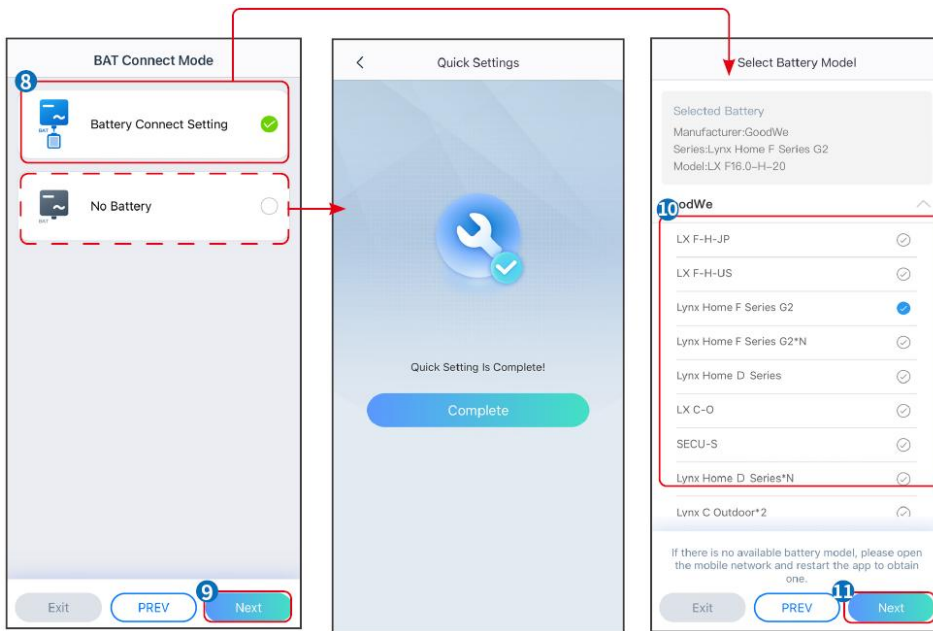 BAT Connect Mode
8
BAT
Battery Connect Setting
BAT
No Battery
Exit
PREV
9
Next
Quick Settings
Quick Setting Is Complete!
Complete
Select Battery Model
Selected Battery
Manufacturer:GoodWe
Series:Lynx Home F Series G2
Model:LX F16.0-H-20
10
odWe
LX F-H-JP
LX F-H-US
Lynx Home F Series G2
Lynx Home F Series G2*N
Lynx Home D Series
LX C-O
SECU-S
Lynx Home D Series*N
Lynx C Outdoor*2
If there is no available battery model, please open
the mobile network and restart the app to obtain
one.
Exit
PREV
11
Next